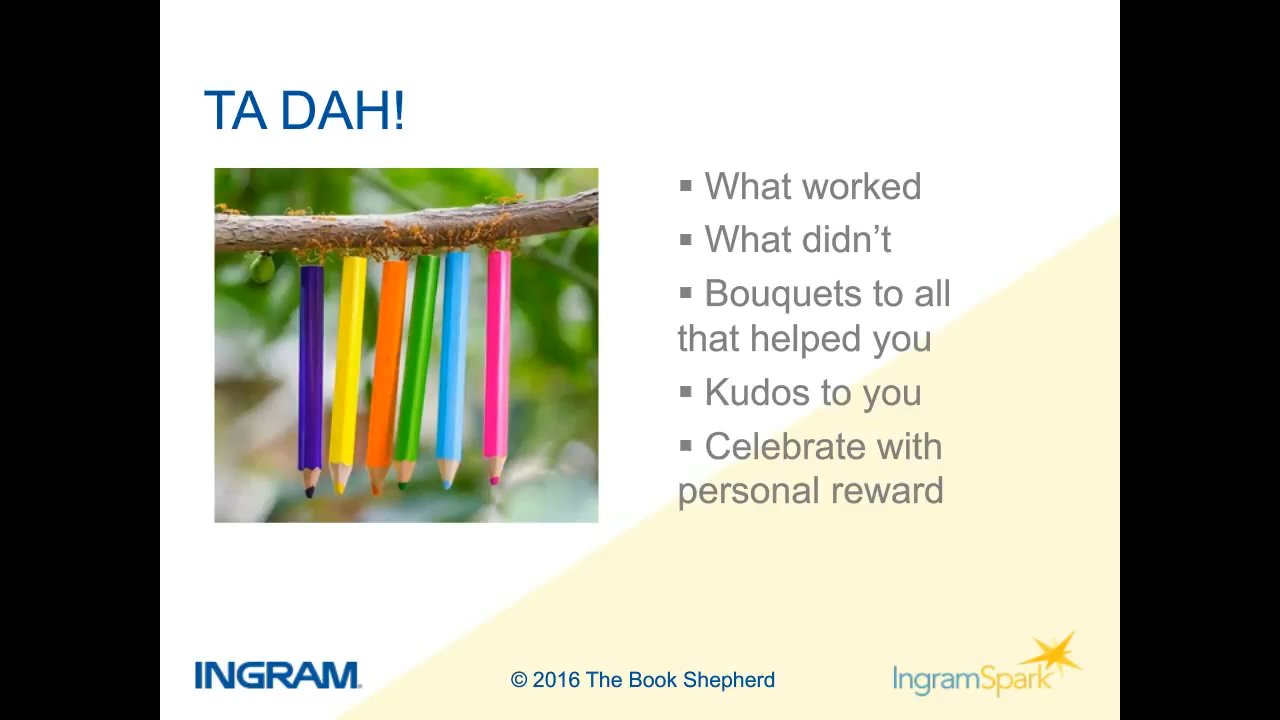 TA DAH!
▪ What worked
▪ What didn’t
▪ Bouquets to all
that helped you
▪ Kudos to you
▪ Celebrate with
personal reward
INGRAM
© 2016 The Book Shepherd
IngramSpark